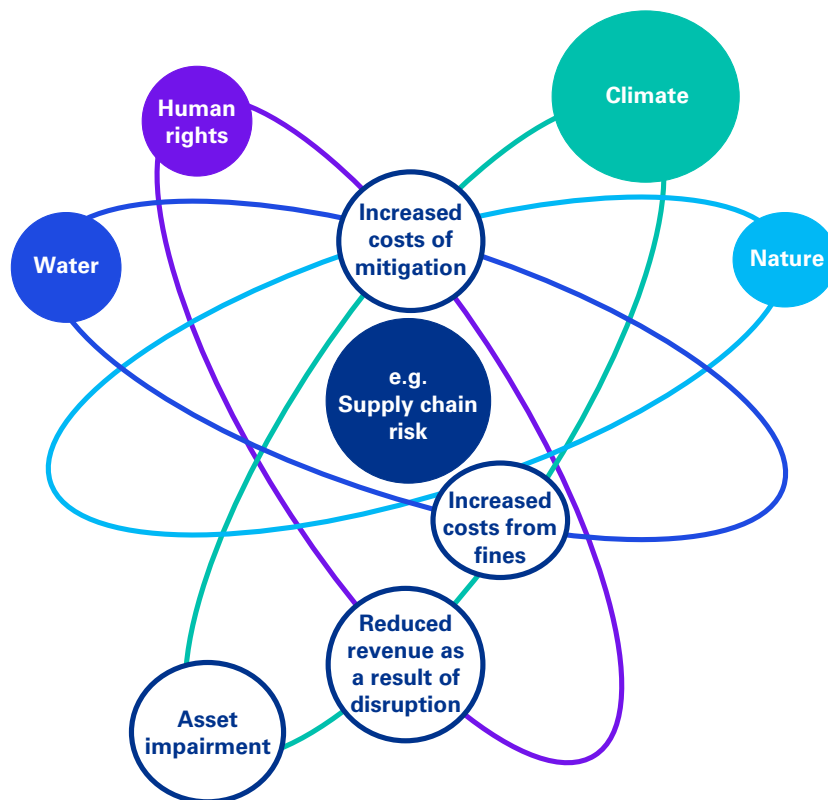 Climate
Human
rights
Increased
costs of
mitigation
Water
Nature
e.g.
Supply chain
risk
Increased
costs from
fines
Reduced
revenue as
a result of
disruption
Asset
impairment